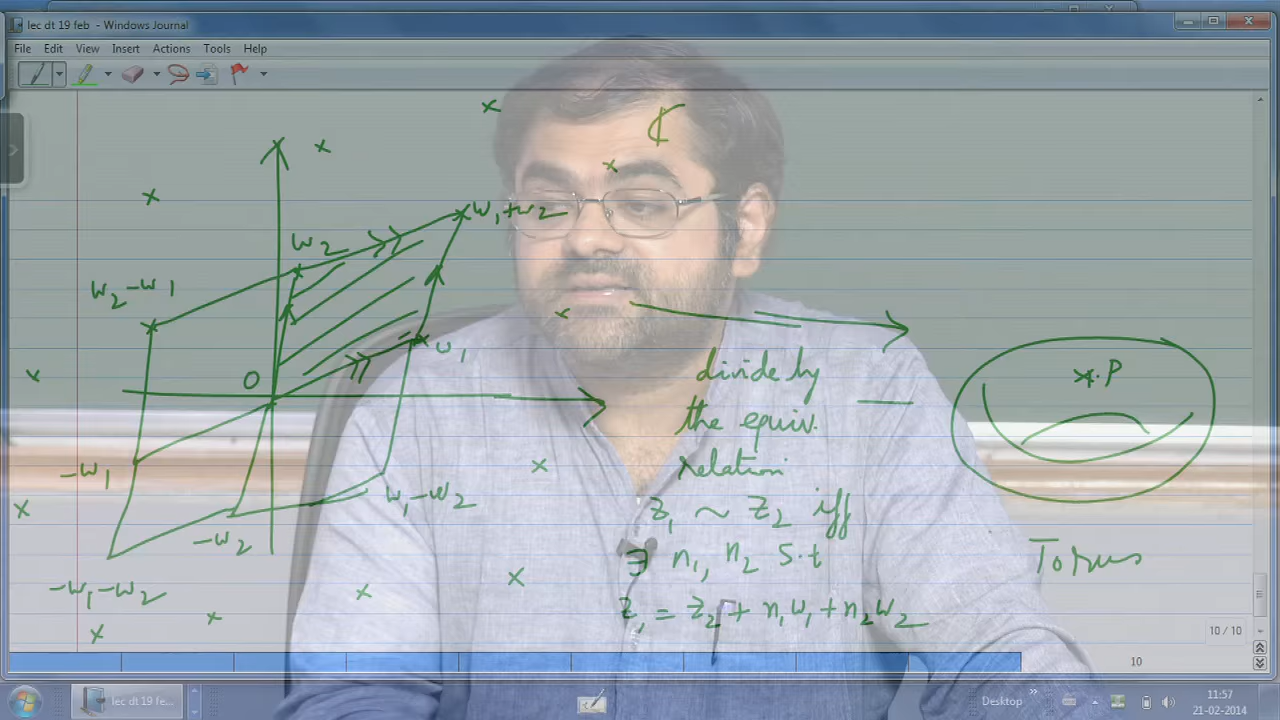 lec dt 19 feb - Windows Journal
File Edit View Insert Actions Tools Help
ℂ
w₁+w₂
w₂
w₂-w₁
w₁
0
-w₁
w₁-w₂
-w₂
-w₁-w₂
divide by
the equiv.
relation
z₁ ~ z₂ iff
∃ n₁, n₂ s.t
z₁ = z₂ + n₁w₁ + n₂w₂
P
Torus
10 / 10
10
lec dt 19 fe...
Desktop
11:57
21-02-2014